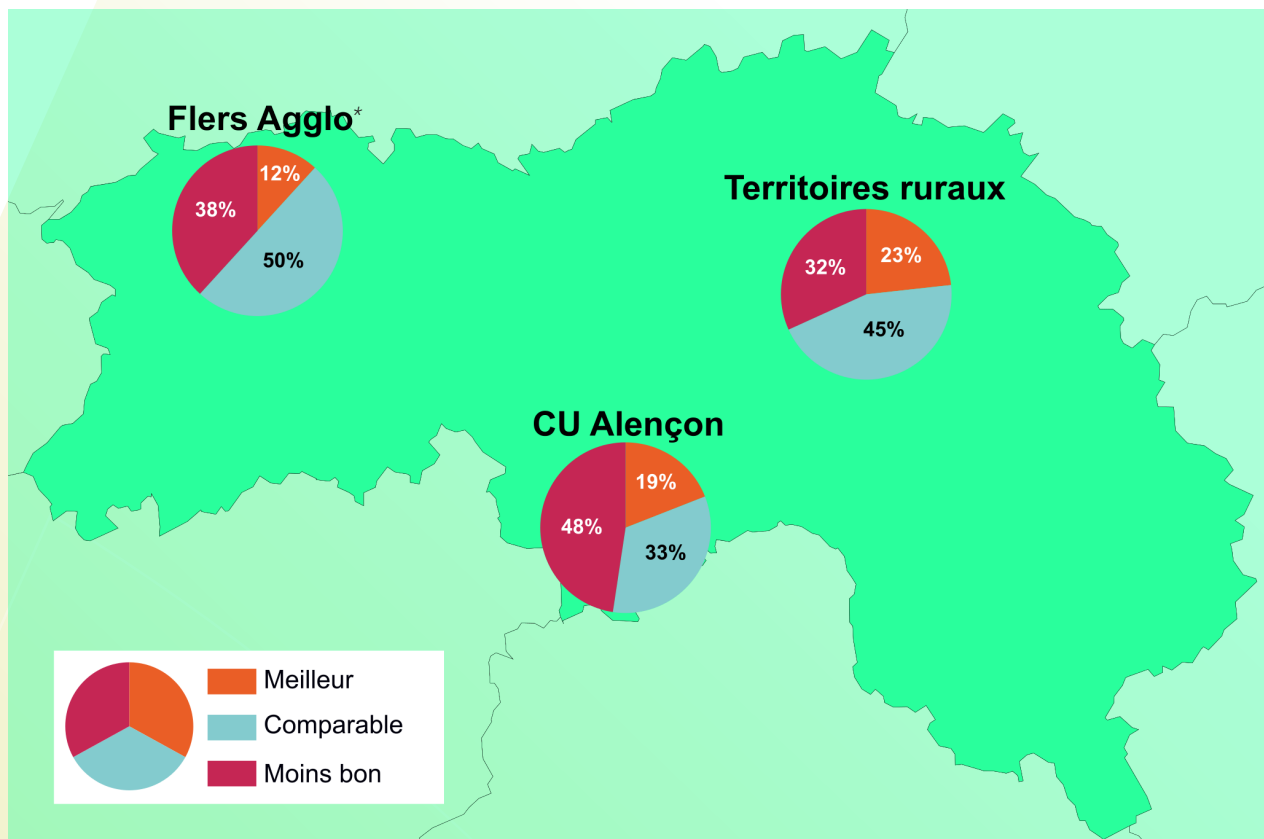 Flers Agglo*
12%
38%
50%
Territoires ruraux
23%
32%
45%
CU Alençon
19%
48%
33%
Meilleur
Comparable
Moins bon